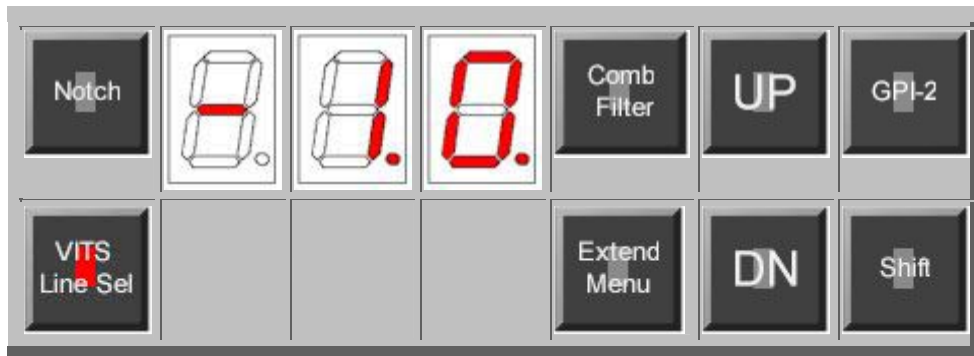 Notch
-1.0.
Comb
Filter
UP
GPI-2
VITS
Line Sel
Extend
Menu
DN
Shift